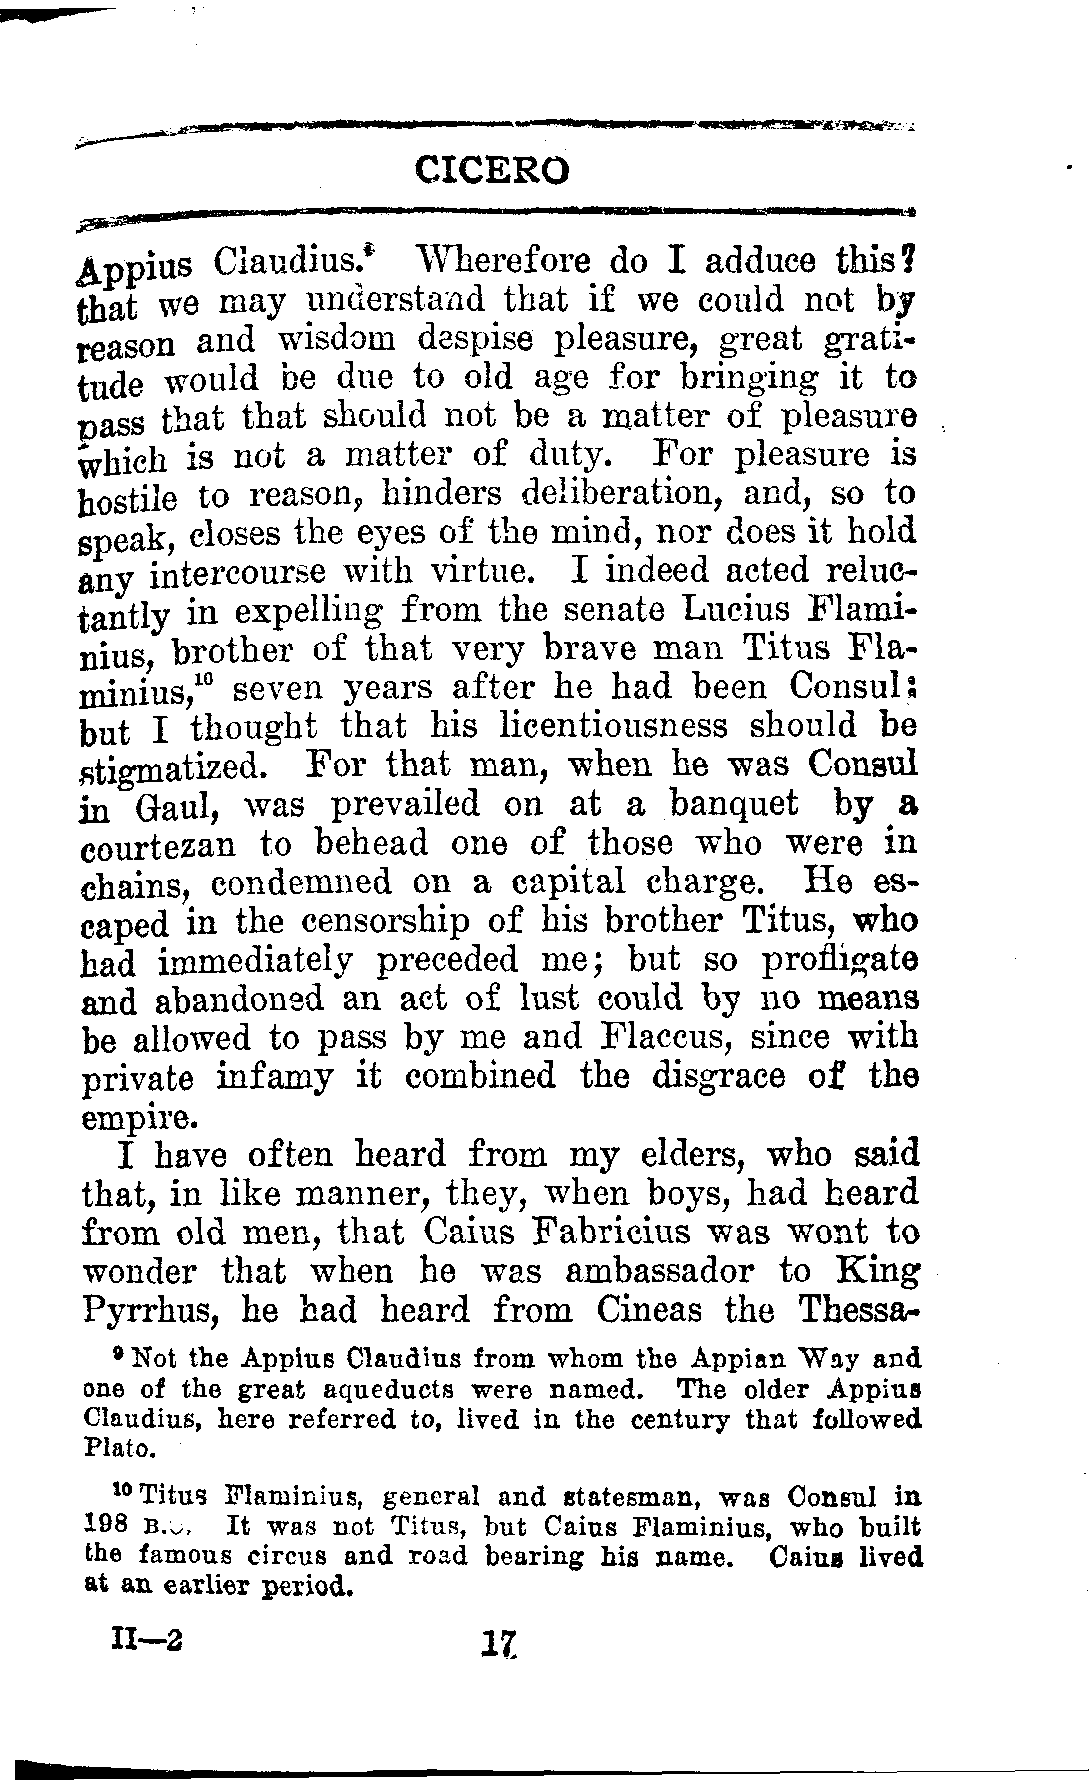 CICERO
Appius Claudius.⁹ Wherefore do I adduce this?
that we may understand that if we could not by
reason and wisdom despise pleasure, great grati-
tude would be due to old age for bringing it to
pass that that should not be a matter of pleasure
which is not a matter of duty. For pleasure is
hostile to reason, hinders deliberation, and, so to
speak, closes the eyes of the mind, nor does it hold
any intercourse with virtue. I indeed acted reluc-
tantly in expelling from the senate Lucius Flami-
nius, brother of that very brave man Titus Fla-
minius,¹⁰ seven years after he had been Consul;
but I thought that his licentiousness should be
stigmatized. For that man, when he was Consul
in Gaul, was prevailed on at a banquet by a
courtezan to behead one of those who were in
chains, condemned on a capital charge. He es-
caped in the censorship of his brother Titus, who
had immediately preceded me; but so profligate
and abandoned an act of lust could by no means
be allowed to pass by me and Flaccus, since with
private infamy it combined the disgrace of the
empire.
I have often heard from my elders, who said
that, in like manner, they, when boys, had heard
from old men, that Caius Fabricius was wont to
wonder that when he was ambassador to King
Pyrrhus, he had heard from Cineas the Thessa-
⁹ Not the Appius Claudius from whom the Appian Way and
one of the great aqueducts were named. The older Appius
Claudius, here referred to, lived in the century that followed
Plato.
¹⁰ Titus Flaminius, general and statesman, was Consul in
198 B.C. It was not Titus, but Caius Flaminius, who built
the famous circus and road bearing his name. Caius lived
at an earlier period.
II—2 17